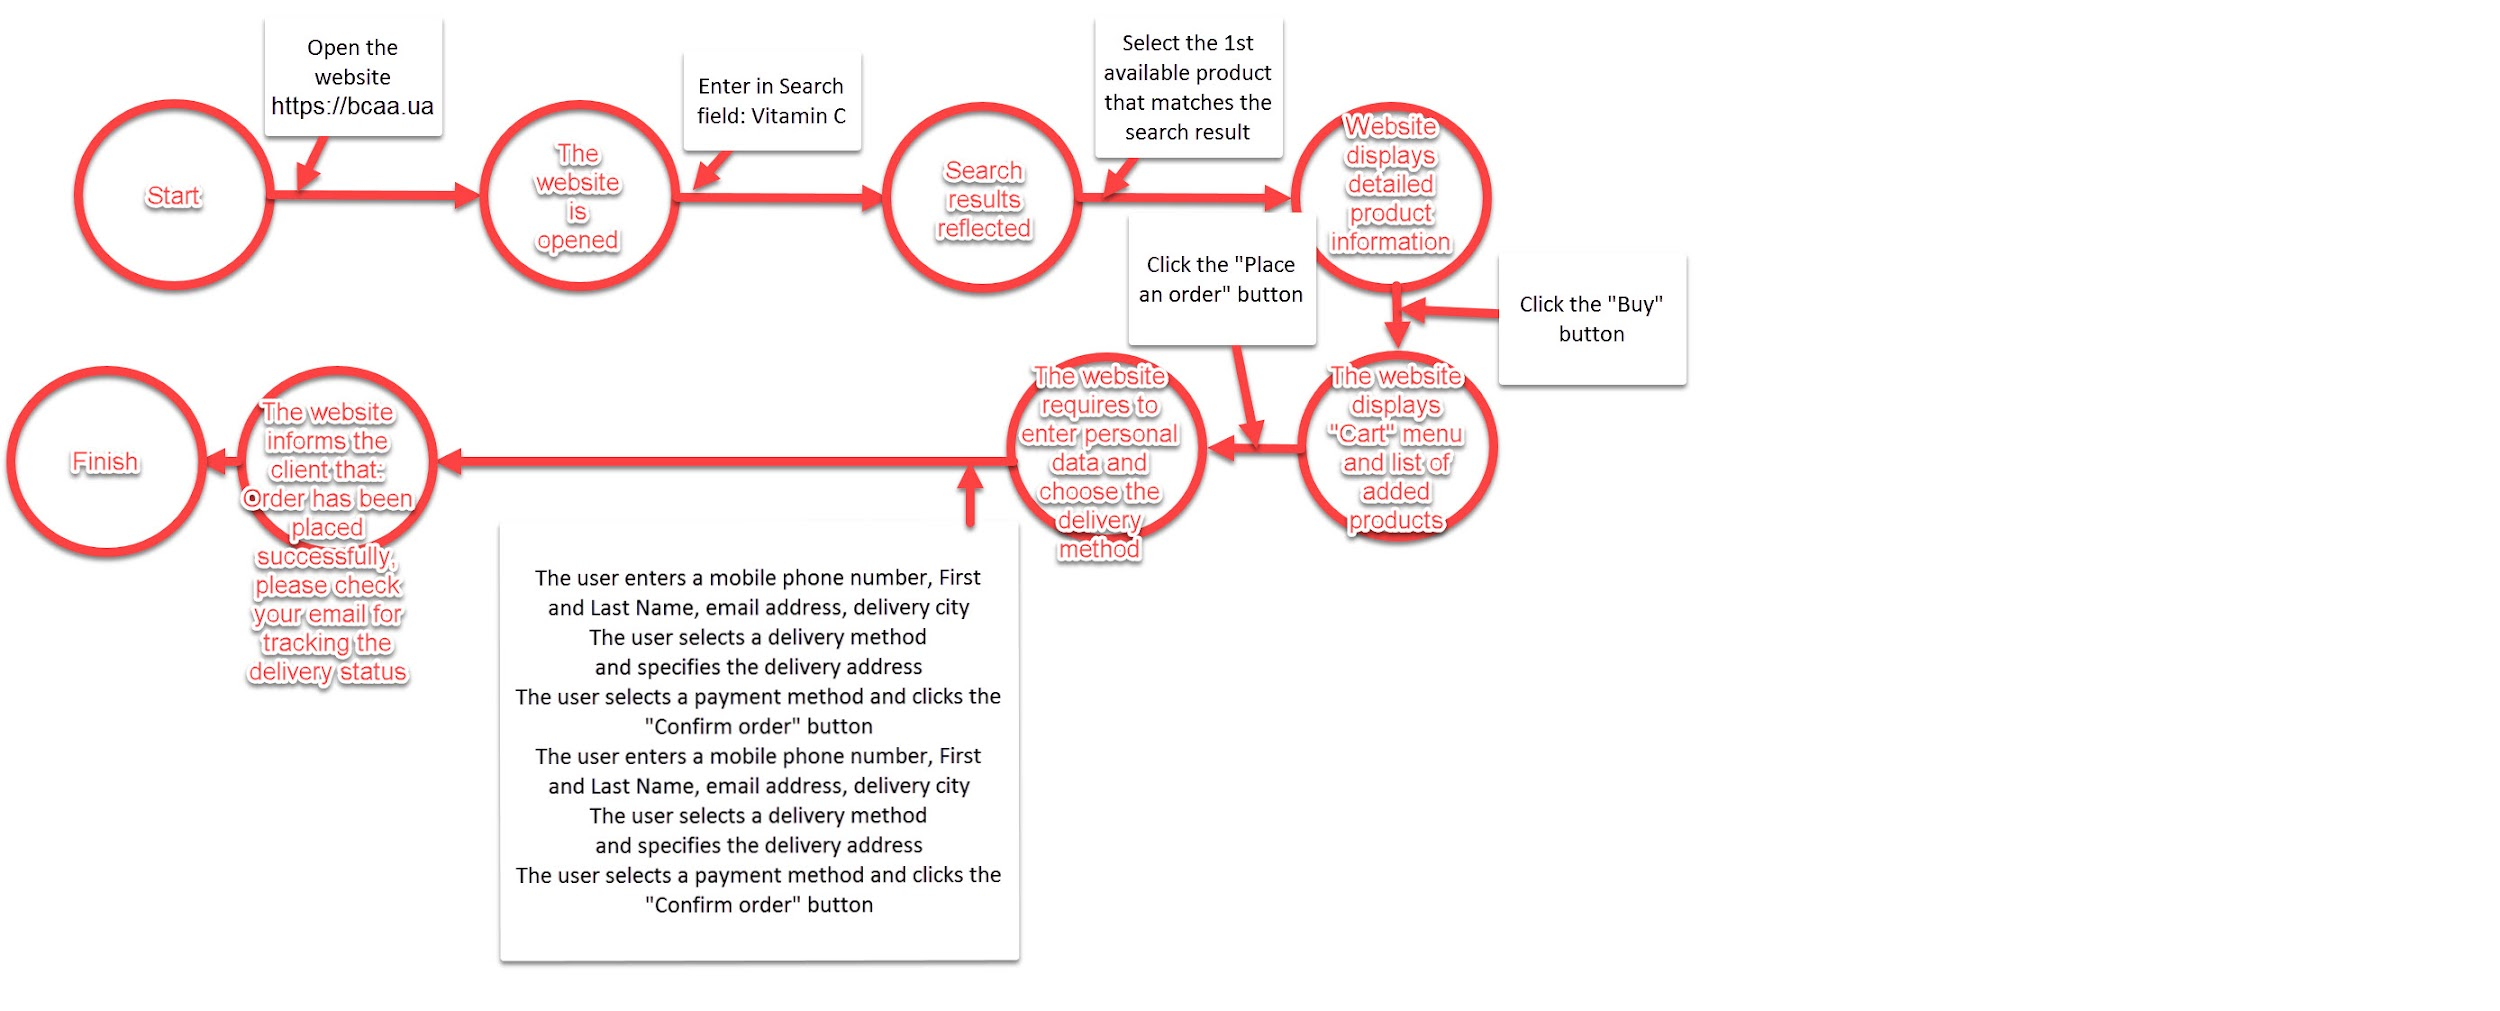 Open the
website
https://bcaa.ua
Enter in Search
field: Vitamin C
Select the 1st
available product
that matches the
search result
Start
The
website
is
opened
Search
results
reflected
Website
displays
detailed
product
information
Click the "Place
an order" button
Click the "Buy"
button
Finish
The website
informs the
client that:
Order has been
placed
successfully,
please check
your email for
tracking the
delivery status
The website
requires to
enter personal
data and
choose the
delivery
method
The website
displays
"Cart" menu
and list of
added
products
The user enters a mobile phone number, First
and Last Name, email address, delivery city
The user selects a delivery method
and specifies the delivery address
The user selects a payment method and clicks the
"Confirm order" button
The user enters a mobile phone number, First
and Last Name, email address, delivery city
The user selects a delivery method
and specifies the delivery address
The user selects a payment method and clicks the
"Confirm order" button